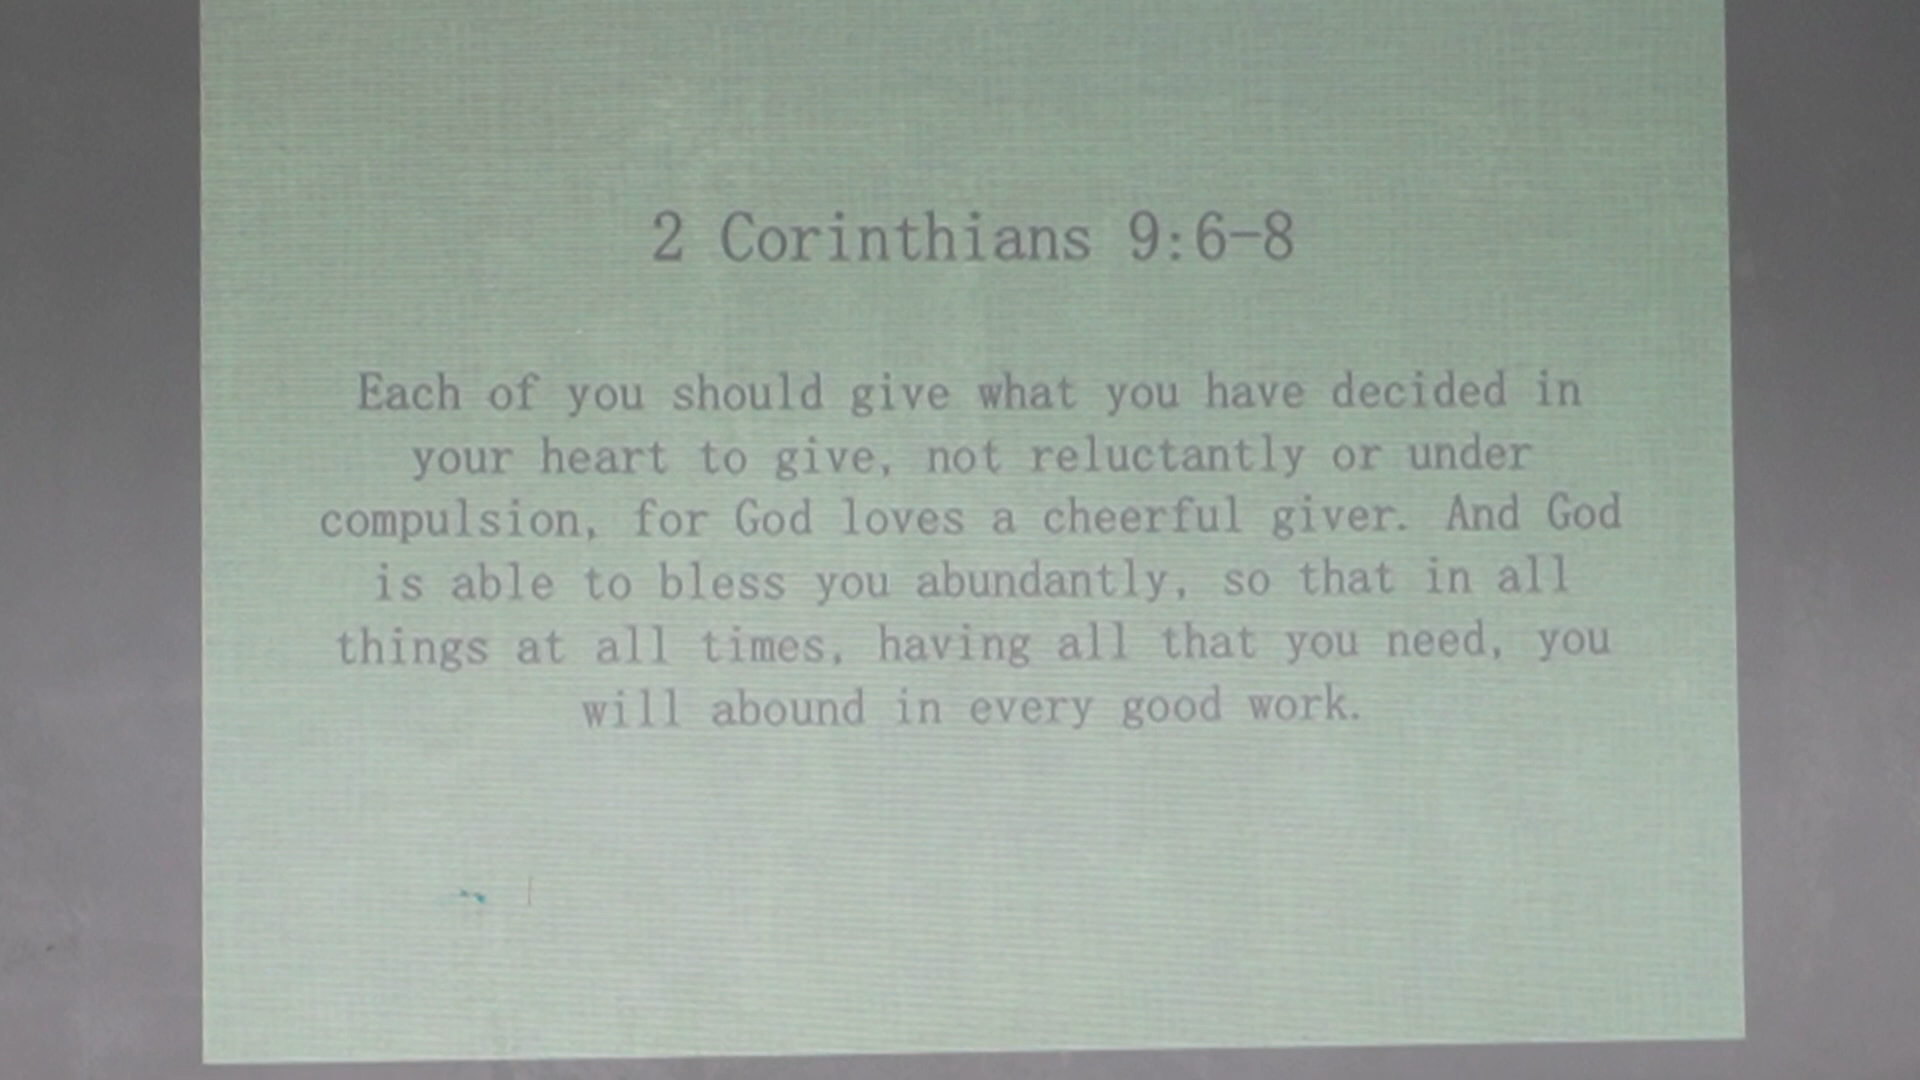 2 Corinthians 9:6-8
Each of you should give what you have decided in
your heart to give, not reluctantly or under
compulsion, for God loves a cheerful giver. And God
is able to bless you abundantly, so that in all
things at all times, having all that you need, you
will abound in every good work.